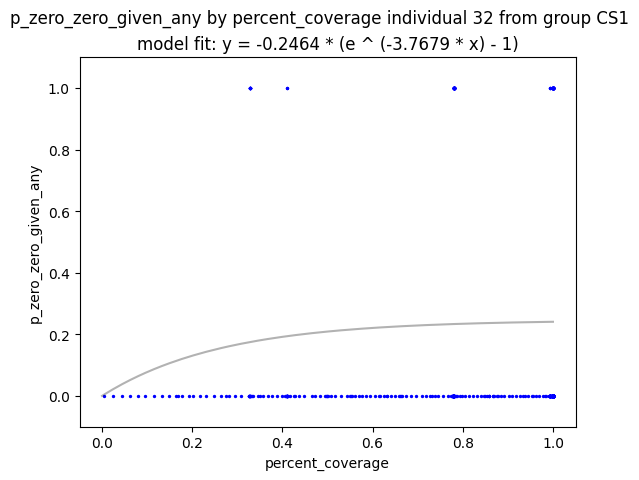 p_zero_zero_given_any by percent_coverage individual 32 from group CS1
model fit: y = -0.2464 * (e ^ (-3.7679 * x) - 1)
1.0
0.8
0.6
0.4
0.2
0.0
p_zero_zero_given_any
0.0 0.2 0.4 0.6 0.8 1.0
percent_coverage